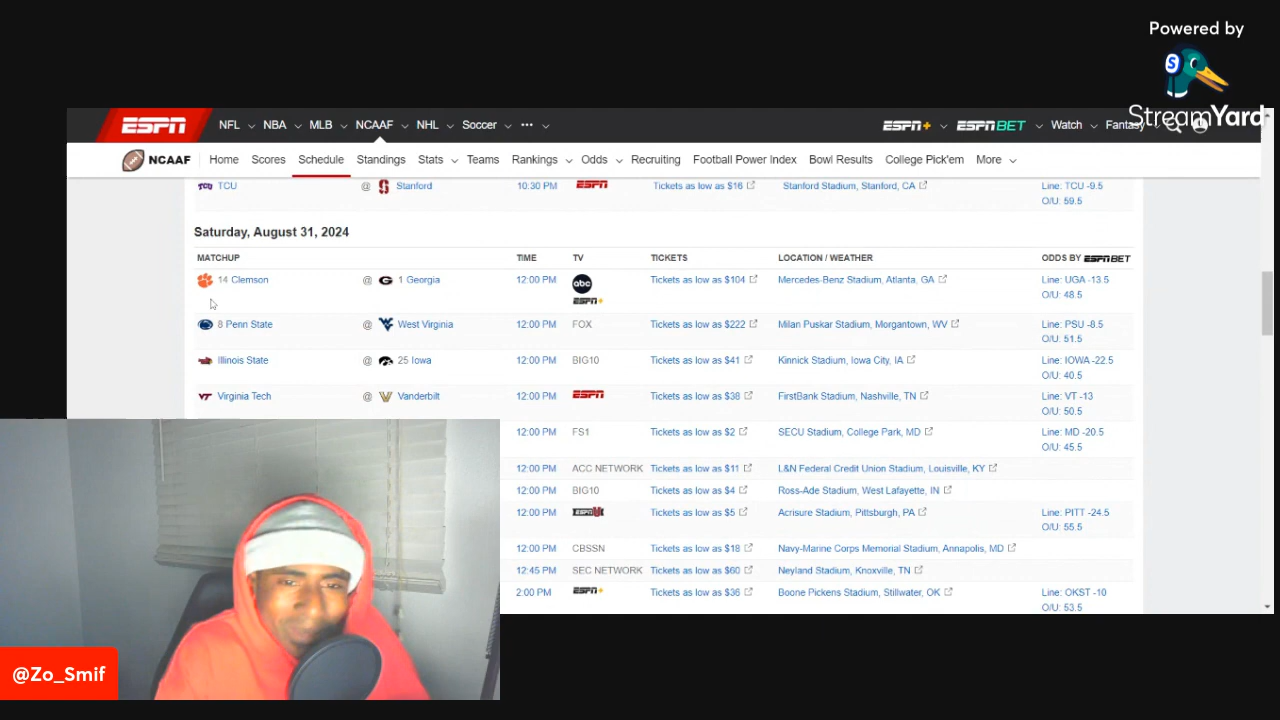 Powered by
StreamYard
ESPN NFL NBA MLB NCAAF NHL Soccer ESPN+ ESPN BET Watch Fantasy
NCAAF Home Scores Schedule Standings Stats Teams Rankings Odds Recruiting Football Power Index Bowl Results College Pick'em More
TCU TCU @ S Stanford 10:30 PM ESPN Tickets as low as $16 Stanford Stadium, Stanford, CA Line: TCU -9.5
O/U: 59.5
Saturday, August 31, 2024
MATCHUP TIME TV TICKETS LOCATION / WEATHER ODDS BY ESPN BET
14 Clemson @ G 1 Georgia 12:00 PM abc Tickets as low as $104 Mercedes-Benz Stadium, Atlanta, GA Line: UGA -13.5
ESPN+ O/U: 48.5
8 Penn State @ West Virginia 12:00 PM FOX Tickets as low as $222 Milan Puskar Stadium, Morgantown, WV Line: PSU -8.5
O/U: 51.5
Illinois State @ 25 Iowa 12:00 PM BIG10 Tickets as low as $41 Kinnick Stadium, Iowa City, IA Line: IOWA -22.5
O/U: 40.5
VT Virginia Tech @ V Vanderbilt 12:00 PM ESPN Tickets as low as $38 FirstBank Stadium, Nashville, TN Line: VT -13
O/U: 50.5
12:00 PM FS1 Tickets as low as $2 SECU Stadium, College Park, MD Line: MD -20.5
O/U: 45.5
12:00 PM ACC NETWORK Tickets as low as $11 L&N Federal Credit Union Stadium, Louisville, KY
12:00 PM BIG10 Tickets as low as $4 Ross-Ade Stadium, West Lafayette, IN
12:00 PM ESPNU Tickets as low as $5 Acrisure Stadium, Pittsburgh, PA Line: PITT -24.5
O/U: 55.5
12:00 PM CBSSN Tickets as low as $18 Navy-Marine Corps Memorial Stadium, Annapolis, MD
12:45 PM SEC NETWORK Tickets as low as $60 Neyland Stadium, Knoxville, TN
2:00 PM ESPN+ Tickets as low as $36 Boone Pickens Stadium, Stillwater, OK Line: OKST -10
O/U: 53.5
@Zo_Smif